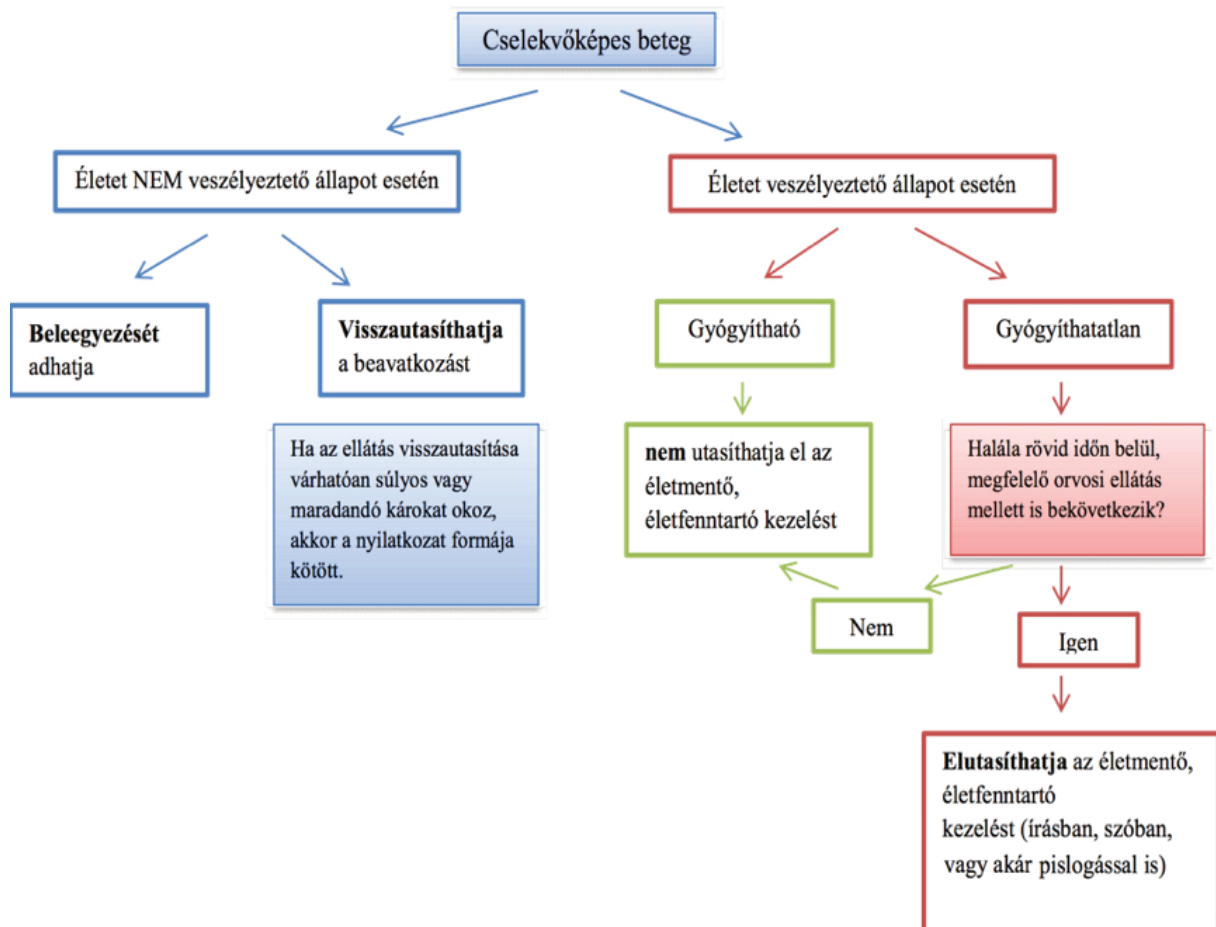 Cselekvőképes beteg
Életet NEM veszélyeztető állapot esetén
Életet veszélyeztető állapot esetén
Beleegyezését
adhatja
Visszautasíthatja
a beavatkozást
Gyógyítható
Gyógyíthatatlan
Ha az ellátás visszautasítása
várhatóan súlyos vagy
maradandó károkat okoz,
akkor a nyilatkozat formája
kötött.
nem utasíthatja el az
életmentő,
életfenntartó kezelést
Halála rövid időn belül,
megfelelő orvosi ellátás
mellett is bekövetkezik?
Nem
Igen
Elutasíthatja az életmentő,
életfenntartó
kezelést (írásban, szóban,
vagy akár pislogással is)